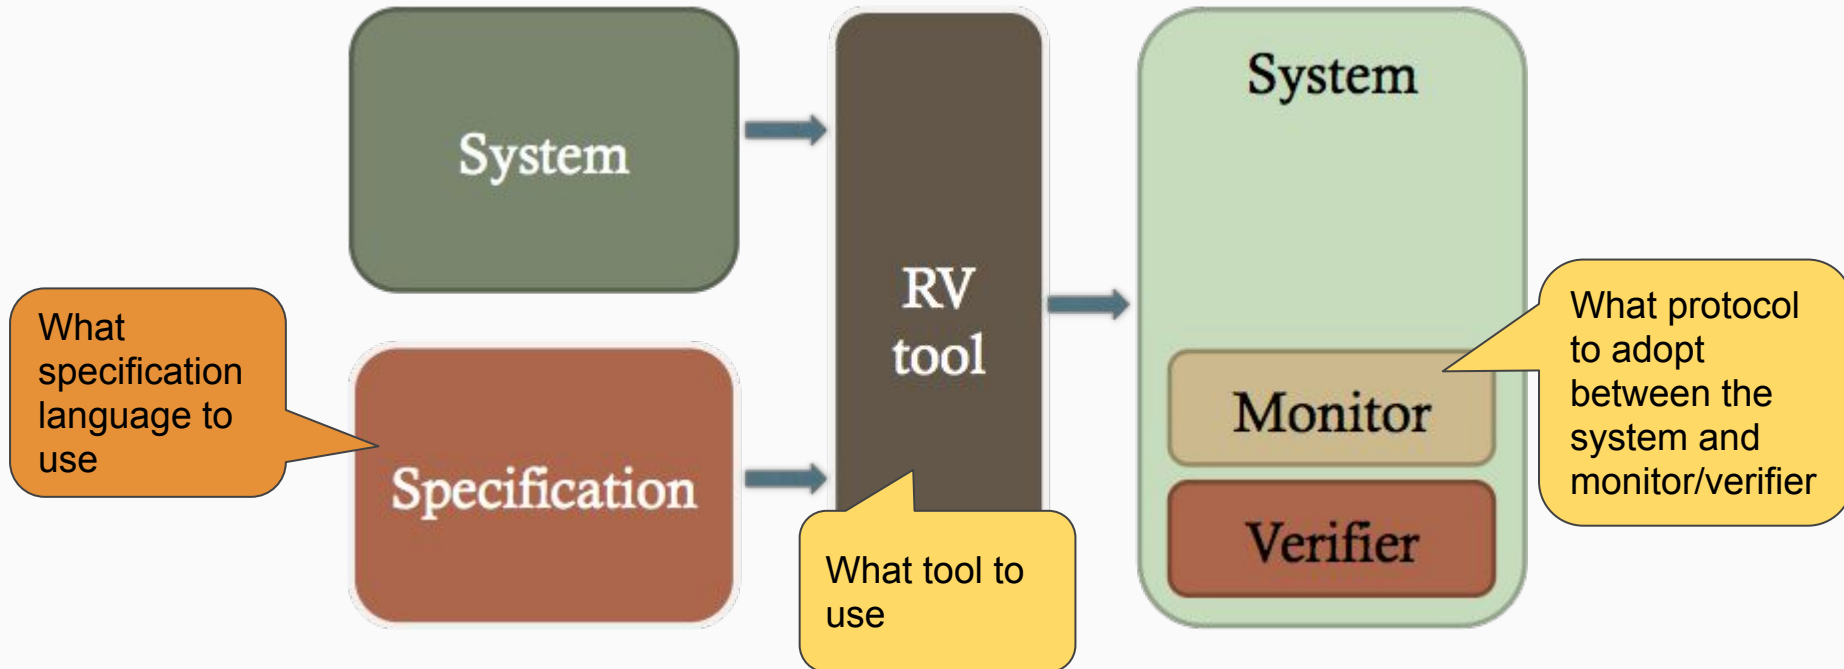 System
Specification
What
specification
language to
use
RV
tool
What tool to
use
System
Monitor
Verifier
What protocol
to adopt
between the
system and
monitor/verifier